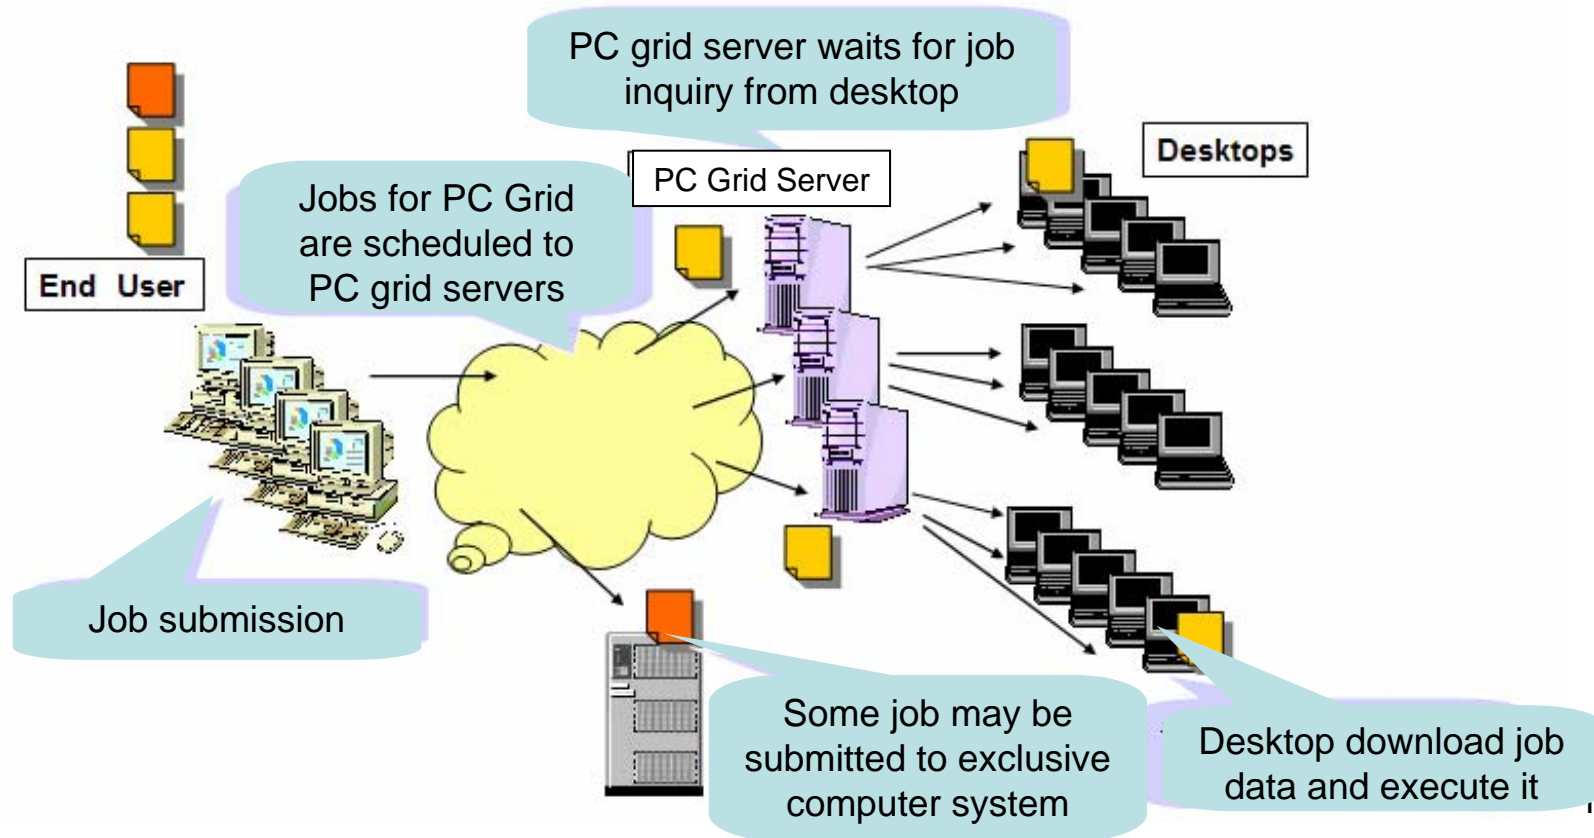 PC grid server waits for job
inquiry from desktop
Desktops
PC Grid Server
Jobs for PC Grid
are scheduled to
PC grid servers
End User
Job submission
Some job may be
submitted to exclusive
computer system
Desktop download job
data and execute it